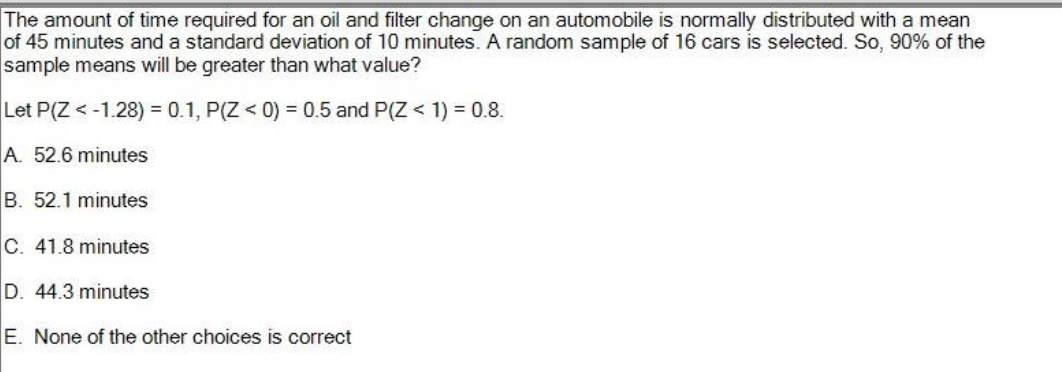 The amount of time required for an oil and filter change on an automobile is normally distributed with a mean
of 45 minutes and a standard deviation of 10 minutes. A random sample of 16 cars is selected. So, 90% of the
sample means will be greater than what value?
Let P(Z < -1.28) = 0.1, P(Z < 0) = 0.5 and P(Z < 1) = 0.8.
A. 52.6 minutes
B. 52.1 minutes
C. 41.8 minutes
D. 44.3 minutes
E. None of the other choices is correct